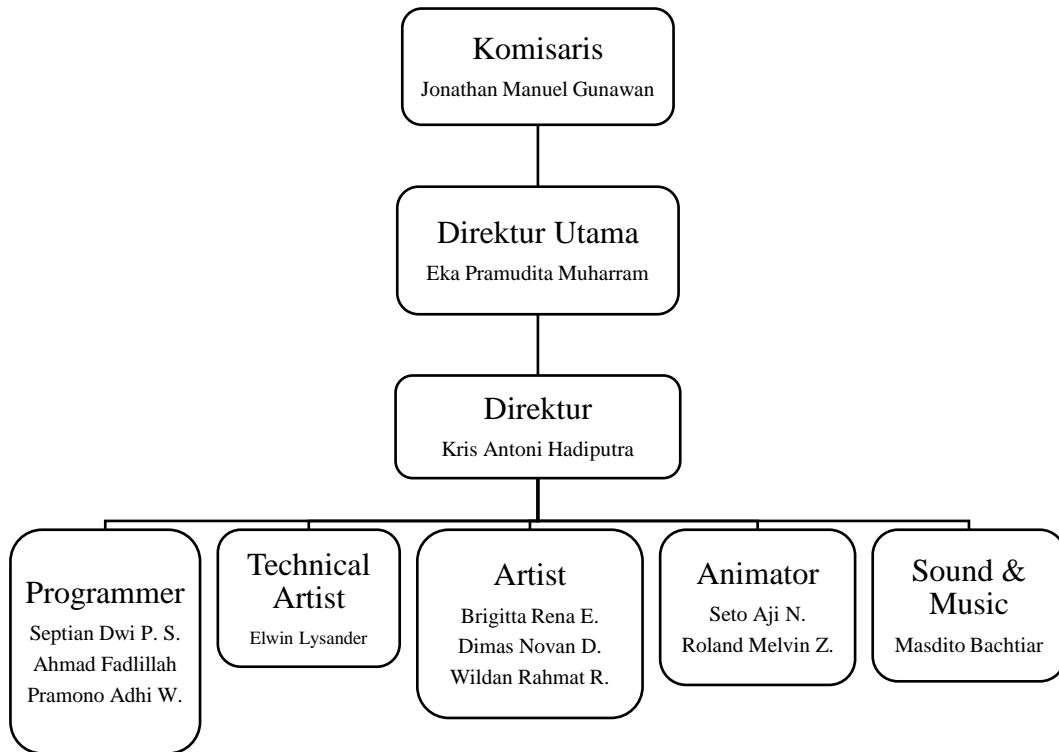 Komisaris
Jonathan Manuel Gunawan
Direktur Utama
Eka Pramudita Muharram
Direktur
Kris Antoni Hadiputra
Programmer
Septian Dwi P. S.
Ahmad Fadlillah
Pramono Adhi W.
Technical
Artist
Elwin Lysander
Artist
Brigitta Rena E.
Dimas Novan D.
Wildan Rahmat R.
Animator
Seto Aji N.
Roland Melvin Z.
Sound &
Music
Masdito Bachtiar